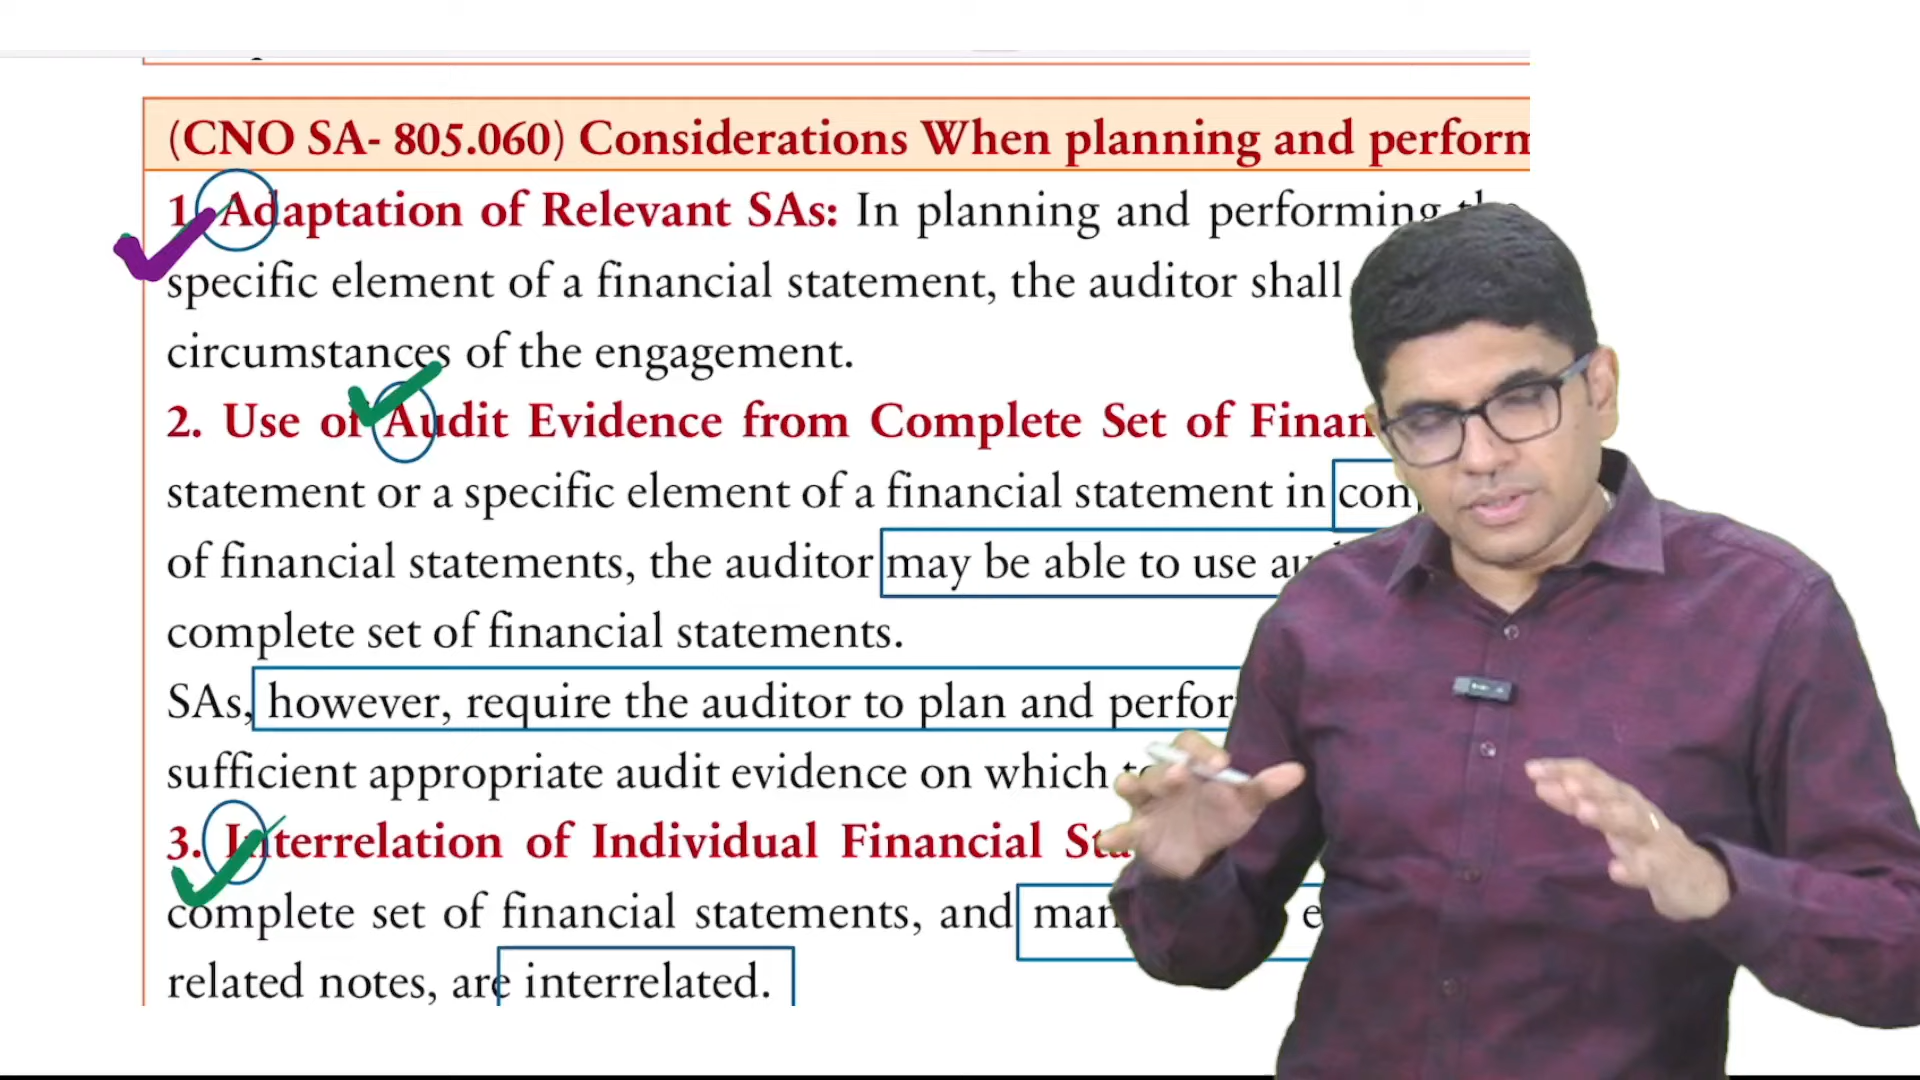 (CNO SA- 805.060) Considerations When planning and perform
1. Adaptation of Relevant SAs: In planning and performing the
specific element of a financial statement, the auditor shall
circumstances of the engagement.
2. Use of Audit Evidence from Complete Set of Finan
statement or a specific element of a financial statement in con
of financial statements, the auditor may be able to use au
complete set of financial statements.
SAs, however, require the auditor to plan and perfor
sufficient appropriate audit evidence on which to
3. Interrelation of Individual Financial Sta
complete set of financial statements, and man e
related notes, are interrelated.